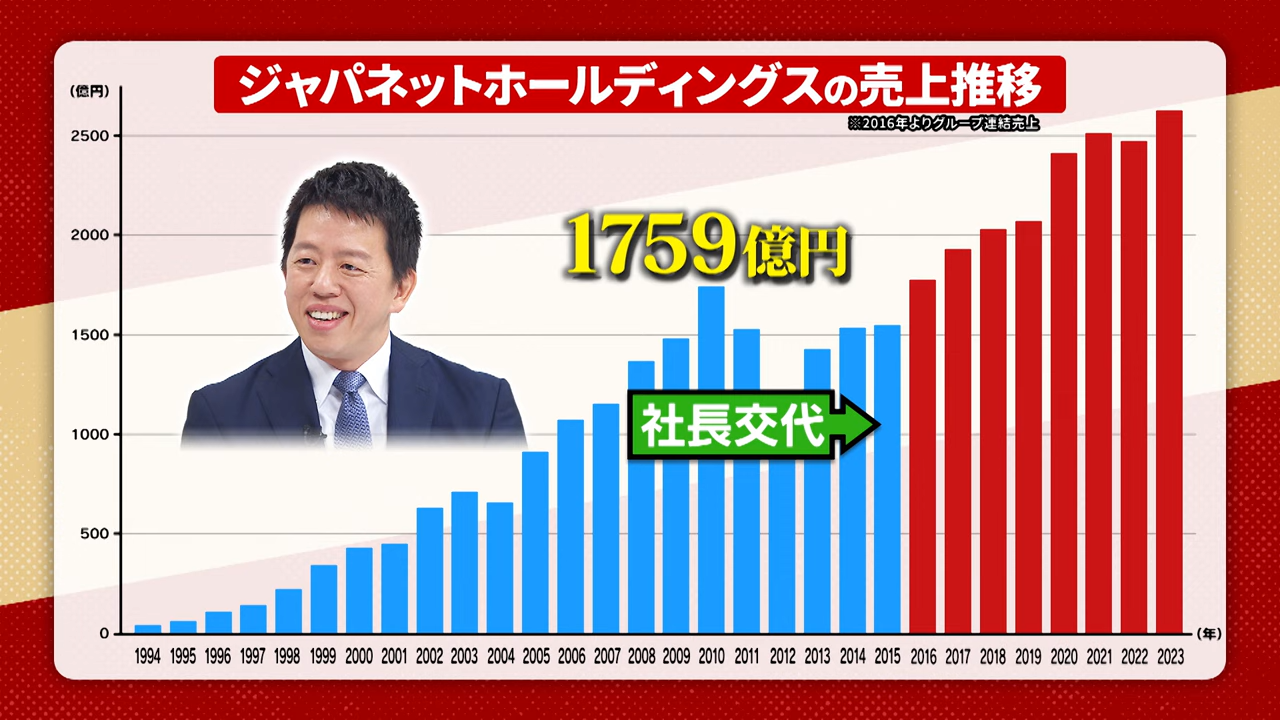 ジャパネットホールディングスの売上推移
※2016年よりグループ連結売上
(億円)
2500
2000
1500
1000
500
0
1759億円
社長交代
1994 1995 1996 1997 1998 1999 2000 2001 2002 2003 2004 2005 2006 2007 2008 2009 2010 2011 2012 2013 2014 2015 2016 2017 2018 2019 2020 2021 2022 2023
(年)